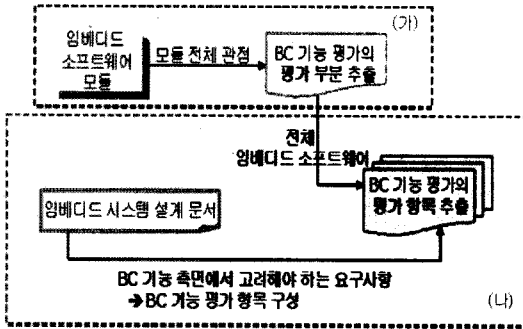 (가)
임베디드
소프트웨어
모듈
모듈 전체 관점
BC 기능 평가의
평가 부분 추출
전체
임베디드 소프트웨어
BC 기능 평가의
평가 항목 추출
임베디드 시스템 설계 문서
BC 기능 측면에서 고려해야 하는 요구사항
➔BC 기능 평가 항목 구성
(나)